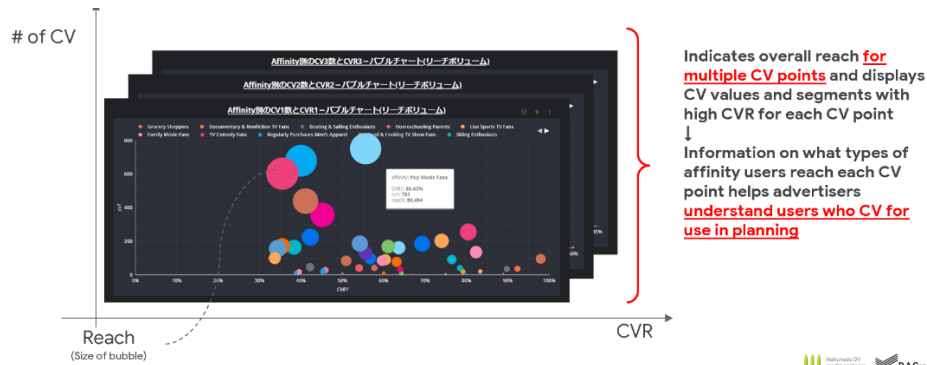 # of CV
Affinity別のCV3数とCVR3−バブルチャート(リーチボリューム)
Affinity別のCV2数とCVR2−バブルチャート(リーチボリューム)
Affinity別のCV1数とCVR1−バブルチャート(リーチボリューム)
Grocery Shoppers
Documentary & Nonfiction TV Fans
Boating & Sailing Enthusiasts
Homeschooling Parents
Live Sports TV Fans
Family Movie Fans
TV Comedy Fans
Regularly Purchases Men's Apparel
& Cooking TV Show Fans
Skiing Enthusiasts
800
600
400
200
0
cv1
affinity: Pop Music Fans
CVR1: 55.63%
cv1: 753
reach: 80,494
0%
10%
20%
30%
40%
50%
60%
70%
80%
90%
100%
CVR1
Reach
(Size of bubble)
CVR
Indicates overall reach for
multiple CV points and displays
CV values and segments with
high CVR for each CV point
↓
Information on what types of
affinity users reach each CV
point helps advertisers
understand users who CV for
use in planning
Hakuhodo DY